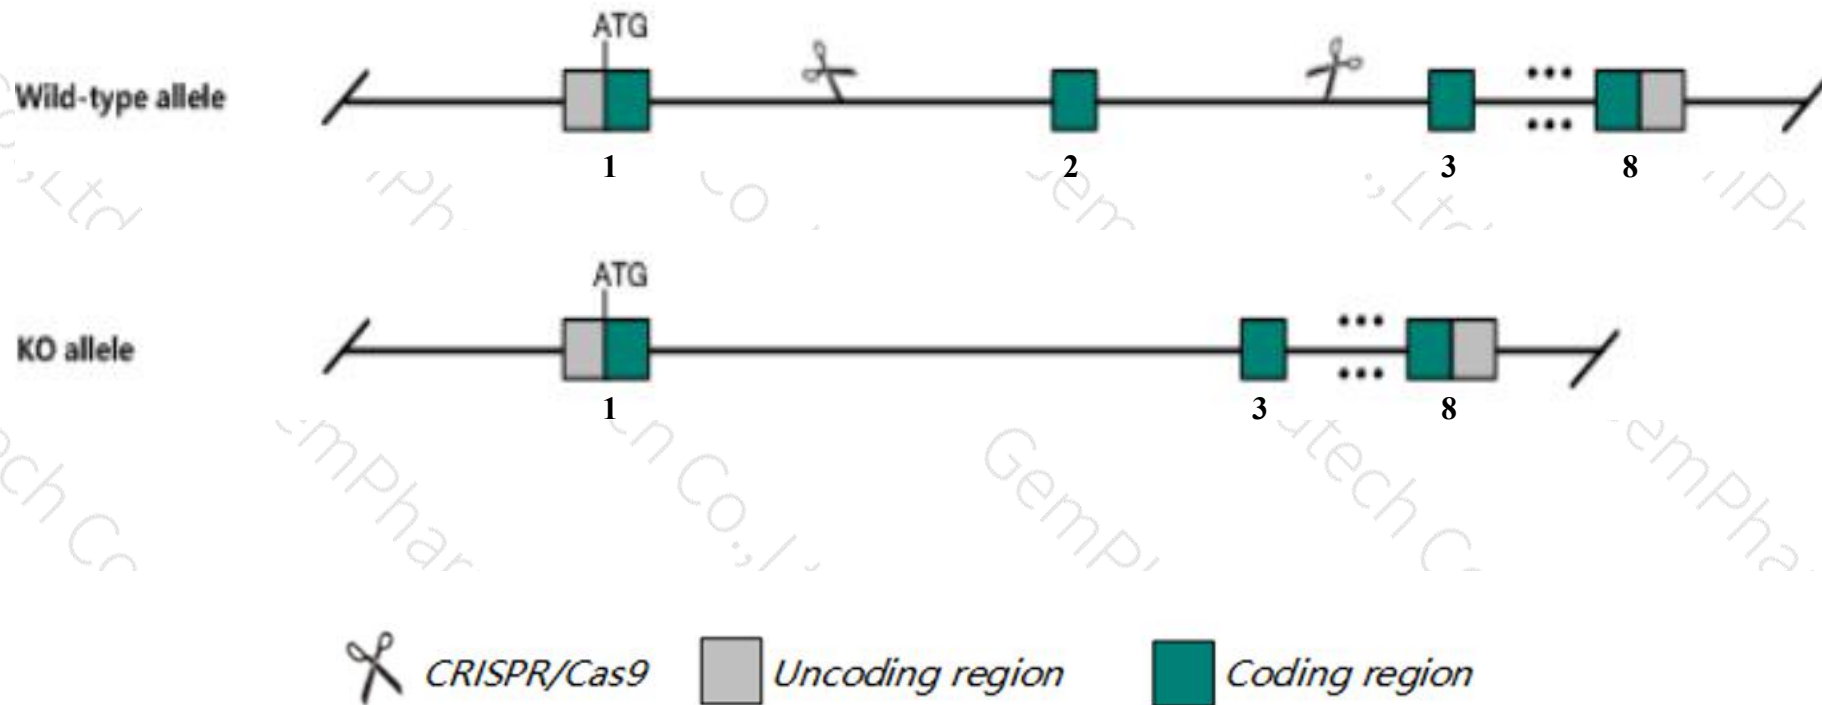 ATG
Wild-type allele
1 2 3 8
ATG
KO allele
1 3 8
CRISPR/Cas9 Uncoding region Coding region
GemPh